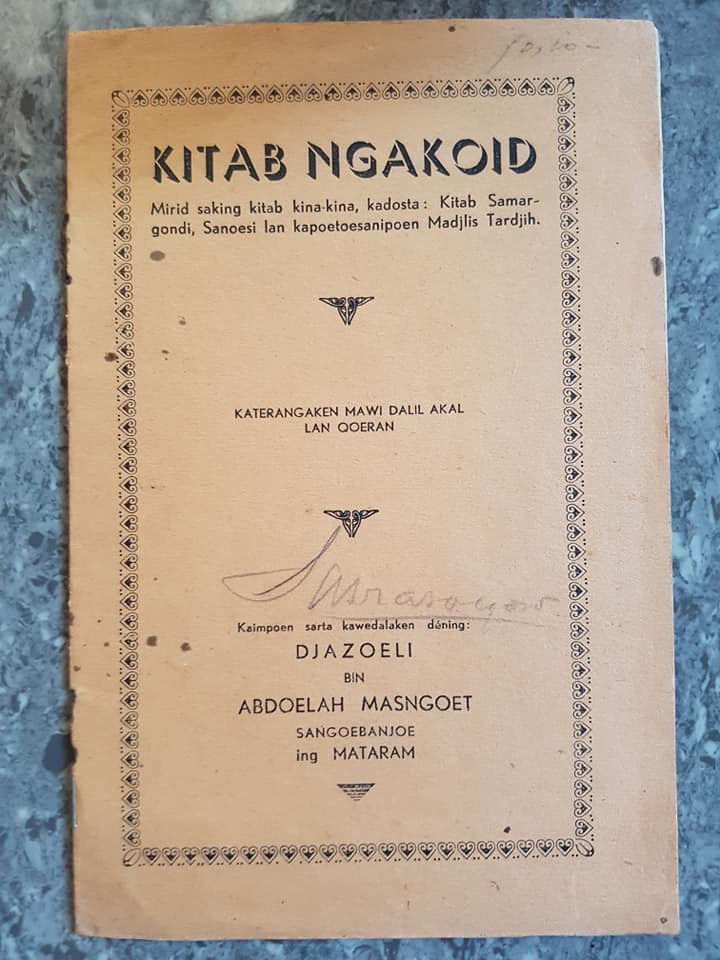 KITAB NGAKOID
Mirid saking kitab kina-kina, kadosta: Kitab Samar-
gondi, Sanoesi lan kapoetoesanipoen Madjlis Tardjih.
KATERANGAKEN MAWI DALIL AKAL
LAN QOERAN
Kaimpoen sarta kawedalaken déning:
DJAZOELI
BIN
ABDOELAH MASNGOET
SANGOEBANJOE
ing MATARAM